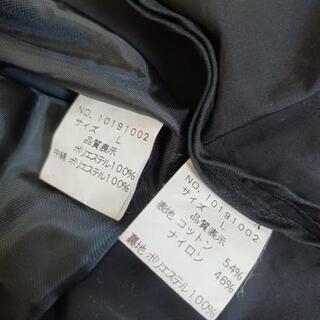 NO. 10191002
サイズ L
品質表示
ポリエステル100%
中綿 ポリエステル100%
NO. 10191002
サイズ L
品質表示
表地 コットン 54%
ナイロン 46%
裏地 ポリエステル100%